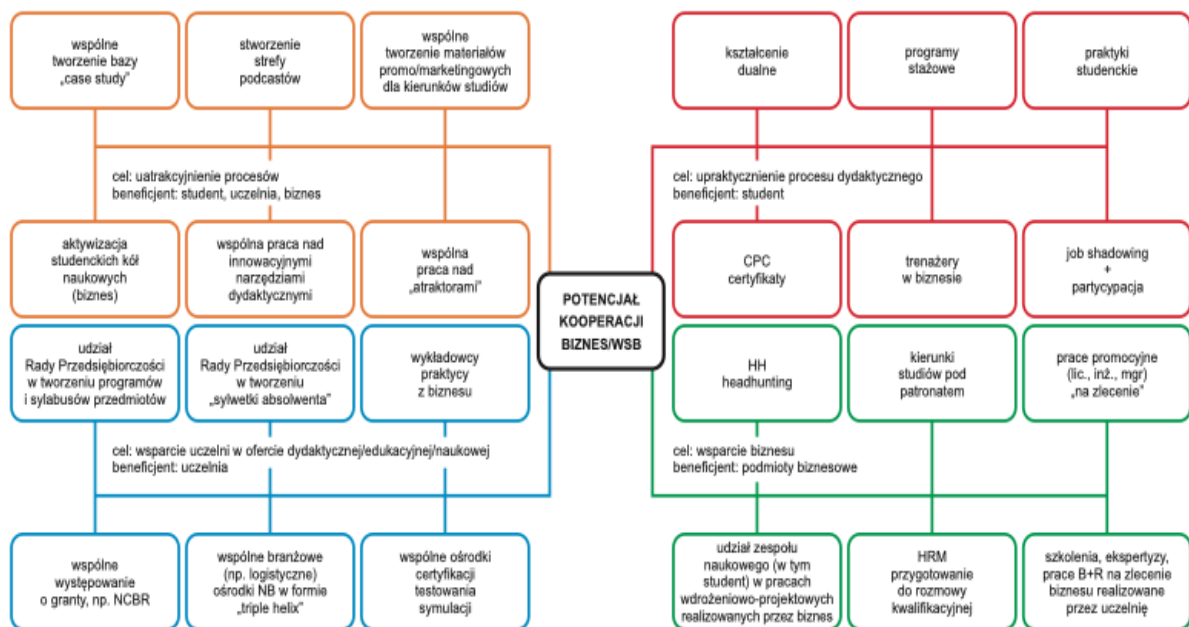 wspólne
tworzenie bazy
„case study”
stworzenie
strefy
podcastów
wspólne
tworzenie materiałów
promo/marketingowych
dla kierunków studiów
kształcenie
dualne
programy
stażowe
praktyki
studenckie
cel: uatrakcyjnienie procesów
beneficjent: student, uczelnia, biznes
cel: upraktycznienie procesu dydaktycznego
beneficjent: student
aktywizacja
studenckich kół
naukowych
(biznes)
wspólna praca nad
innowacyjnymi
narzędziami
dydaktycznymi
wspólna
praca nad
„atraktorami”
CPC
certyfikaty
trenażery
w biznesie
job shadowing
+
partycypacja
POTENCJAŁ
KOOPERACJI
BIZNES/WSB
udział
Rady Przedsiębiorczości
w tworzeniu programów
i sylabusów przedmiotów
udział
Rady Przedsiębiorczości
w tworzeniu
„sylwetki absolwenta”
wykładowcy
praktycy
z biznesu
HH
headhunting
kierunki
studiów pod
patronatem
prace promocyjne
(lic., inż., mgr)
„na zlecenie”
cel: wsparcie uczelni w ofercie dydaktycznej/edukacyjnej/naukowej
beneficjent: uczelnia
cel: wsparcie biznesu
beneficjent: podmioty biznesowe
wspólne
występowanie
o granty, np. NCBR
wspólne branżowe
(np. logistyczne)
ośrodki NB w formie
„triple helix”
wspólne ośrodki
certyfikacji
testowania
symulacji
udział zespołu
naukowego (w tym
student) w pracach
wdrożeniowo-projektowych
realizowanych przez biznes
HRM
przygotowanie
do rozmowy
kwalifikacyjnej
szkolenia, ekspertyzy,
prace B+R na zlecenie
biznesu realizowane
przez uczelnię